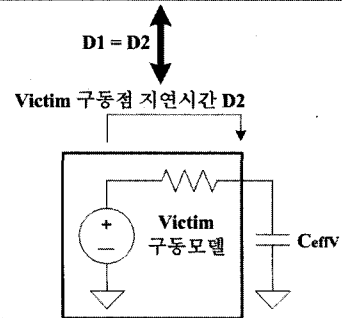 D1 = D2
Victim 구동점 지연시간 D2
+
Victim
구동모델
CeffV